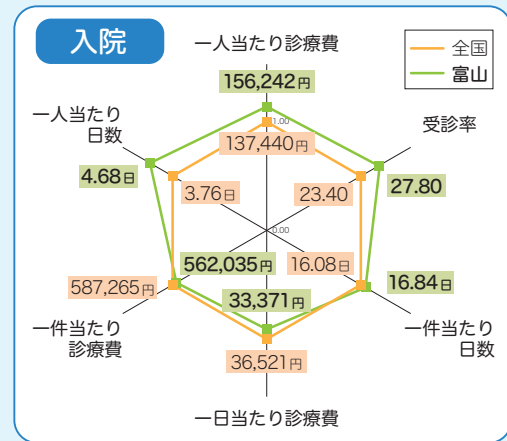 入院
一人当たり診療費
全国
富山
156,242円
1.00
137,440円
一人当たり
日数
受診率
4.68日
3.76日
23.40
27.80
0.00
562,035円
16.08日
587,265円
33,371円
16.84日
一件当たり
診療費
36,521円
一件当たり
日数
一日当たり診療費